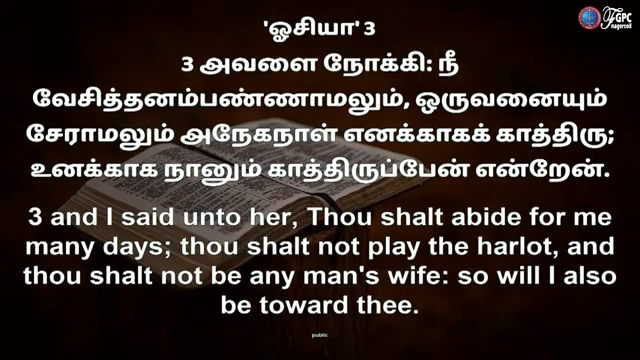 'ஓசியா' 3
3 அவளை நோக்கி: நீ
வேசித்தனம்பண்ணாமலும், ஒருவனையும்
சேராமலும் அநேகநாள் எனக்காகக் காத்திரு;
உனக்காக நானும் காத்திருப்பேன் என்றேன்.
3 and I said unto her, Thou shalt abide for me
many days; thou shalt not play the harlot, and
thou shalt not be any man's wife: so will I also
be toward thee.
public
FGPC
nagercoil